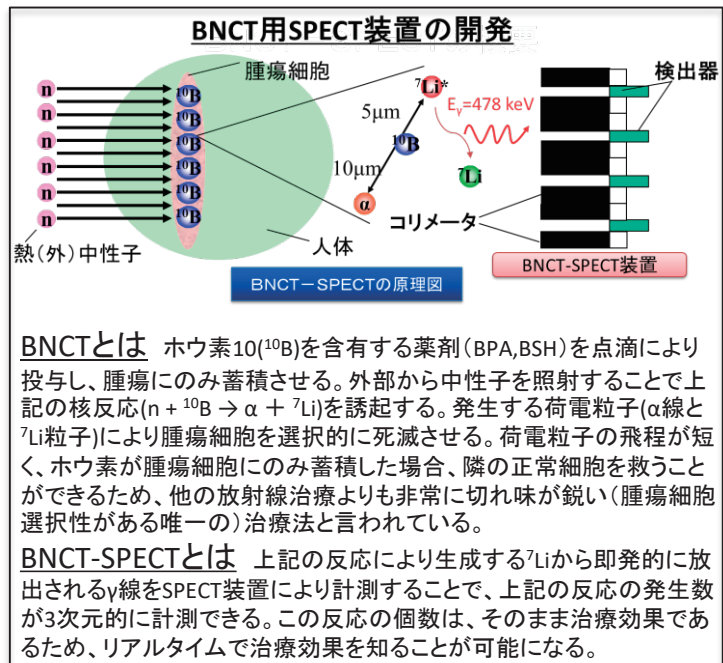 BNCT用SPECT装置の開発
腫瘍細胞
検出器
n
n
n
n
n
n
¹⁰B
¹⁰B
¹⁰B
¹⁰B
¹⁰B
¹⁰B
⁷Li*
5μm
Eγ=478 keV
¹⁰B
10μm
⁷Li
α
コリメータ
熱(外)中性子
人体
BNCT-SPECT装置
BNCT−SPECTの原理図
BNCTとは ホウ素10(¹⁰B)を含有する薬剤(BPA,BSH)を点滴により
投与し、腫瘍にのみ蓄積させる。外部から中性子を照射することで上
記の核反応(n + ¹⁰B → α + ⁷Li)を誘起する。発生する荷電粒子(α線と
⁷Li粒子)により腫瘍細胞を選択的に死滅させる。荷電粒子の飛程が短
く、ホウ素が腫瘍細胞にのみ蓄積した場合、隣の正常細胞を救うこと
ができるため、他の放射線治療よりも非常に切れ味が鋭い(腫瘍細胞
選択性がある唯一の)治療法と言われている。
BNCT-SPECTとは 上記の反応により生成する⁷Liから即発的に放
出されるγ線をSPECT装置により計測することで、上記の反応の発生数
が3次元的に計測できる。この反応の個数は、そのまま治療効果であ
るため、リアルタイムで治療効果を知ることが可能になる。